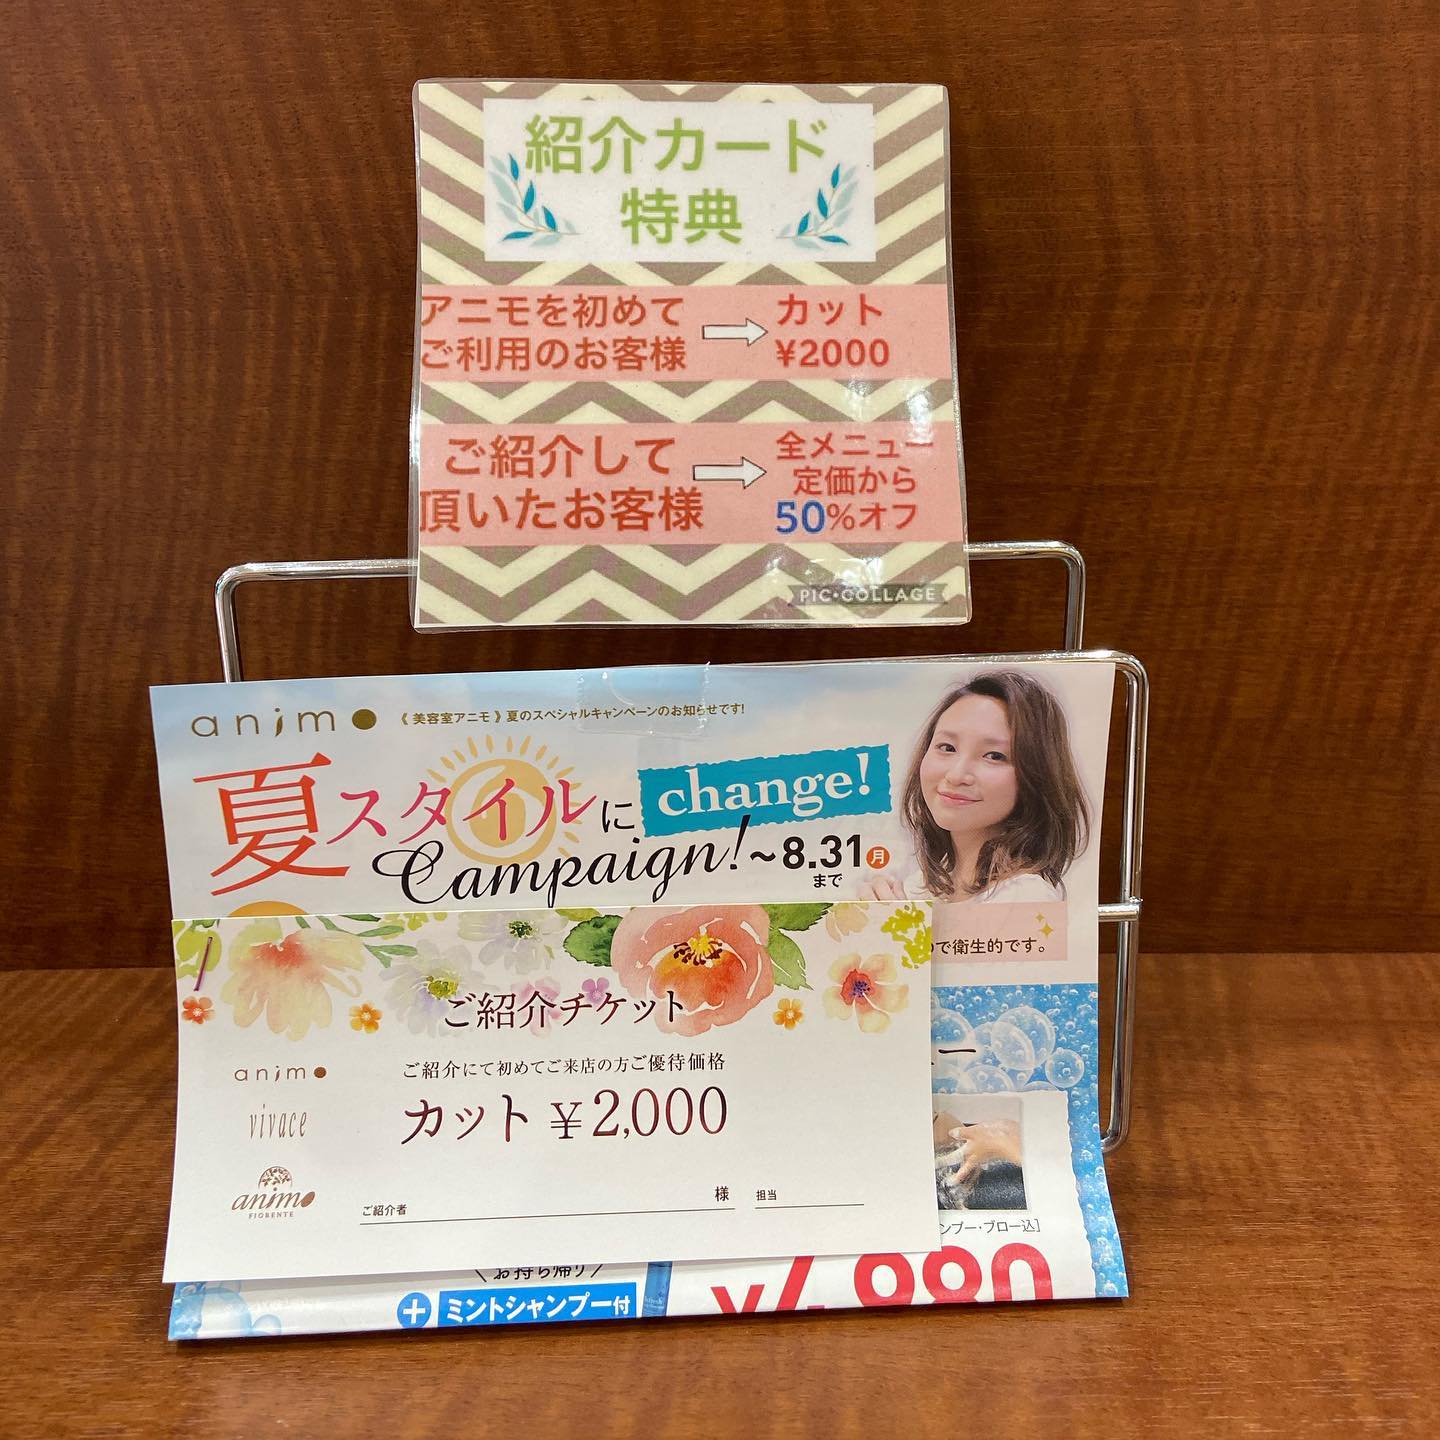 紹介カード
特典
アニモを初めて
ご利用のお客様
カット
¥2000
ご紹介して
頂いたお客様
全メニュー
定価から
50%オフ
PIC•COLLAGE
animo
《 美容室アニモ 》夏のスペシャルキャンペーンのお知らせです!
夏スタイルに change!
Campaign! ~8.31 月
まで
で衛生的です。
ご紹介チケット
animo
vivace
animo
FIORENTE
ご紹介にて初めてご来店の方ご優待価格
カット ¥2,000
ご紹介者 様 担当
ンプー・ブロー込]
\お持ち帰り/
+ ミントシャンプー付
¥4,980